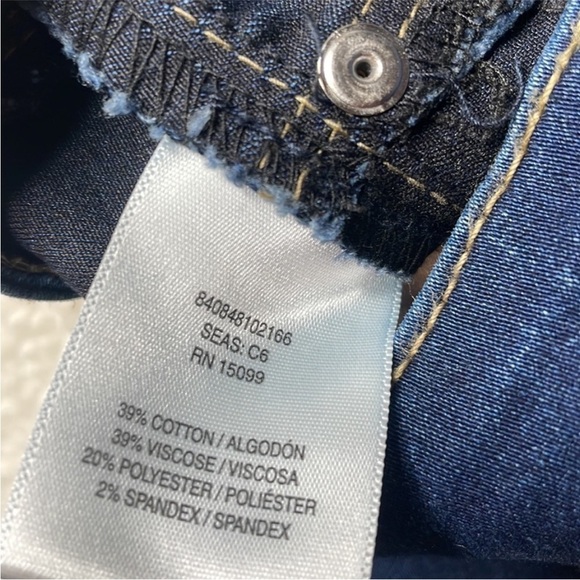 840848102166
SEAS: C6
RN 15099
39% COTTON / ALGODÓN
39% VISCOSE / VISCOSA
20% POLYESTER / POLIÉSTER
2% SPANDEX / SPANDEX